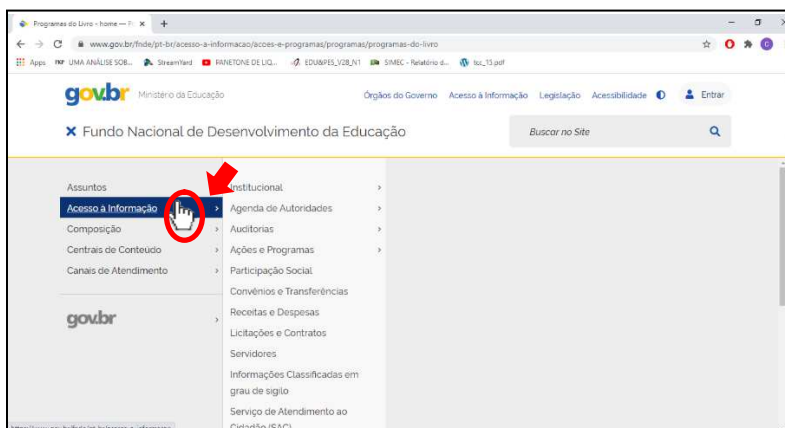 Programas do Livro – home — F
www.gov.br/fnde/pt-br/acesso-a-informacao/acoes-e-programas/programas/programas-do-livro
Apps UMA ANÁLISE SOB... StreamYard PANETONE DE LIQ... EDU&PES_V28_N1 SIMEC - Relatório d... tcc_15.pdf
gov.br Ministério da Educação Órgãos do Governo Acesso à Informação Legislação Acessibilidade Entrar
Fundo Nacional de Desenvolvimento da Educação Buscar no Site
Assuntos
Acesso à Informação
Composição
Centrais de Conteúdo
Canais de Atendimento
gov.br
Institucional
Agenda de Autoridades
Auditorias
Ações e Programas
Participação Social
Convênios e Transferências
Receitas e Despesas
Licitações e Contratos
Servidores
Informações Classificadas em
grau de sigilo
Serviço de Atendimento ao
Cidadão (SAC)